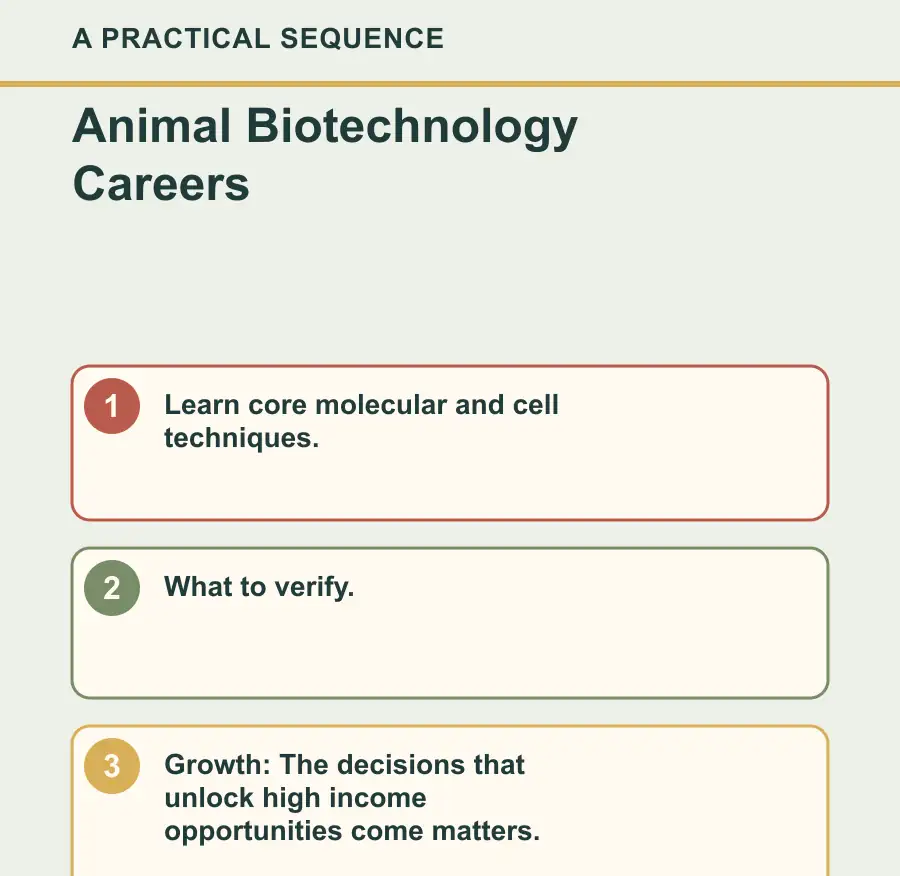 A PRACTICAL SEQUENCE
Animal Biotechnology
Careers
1
Learn core molecular and cell
techniques.
2
What to verify.
3
Growth: The decisions that
unlock high income
opportunities come matters.